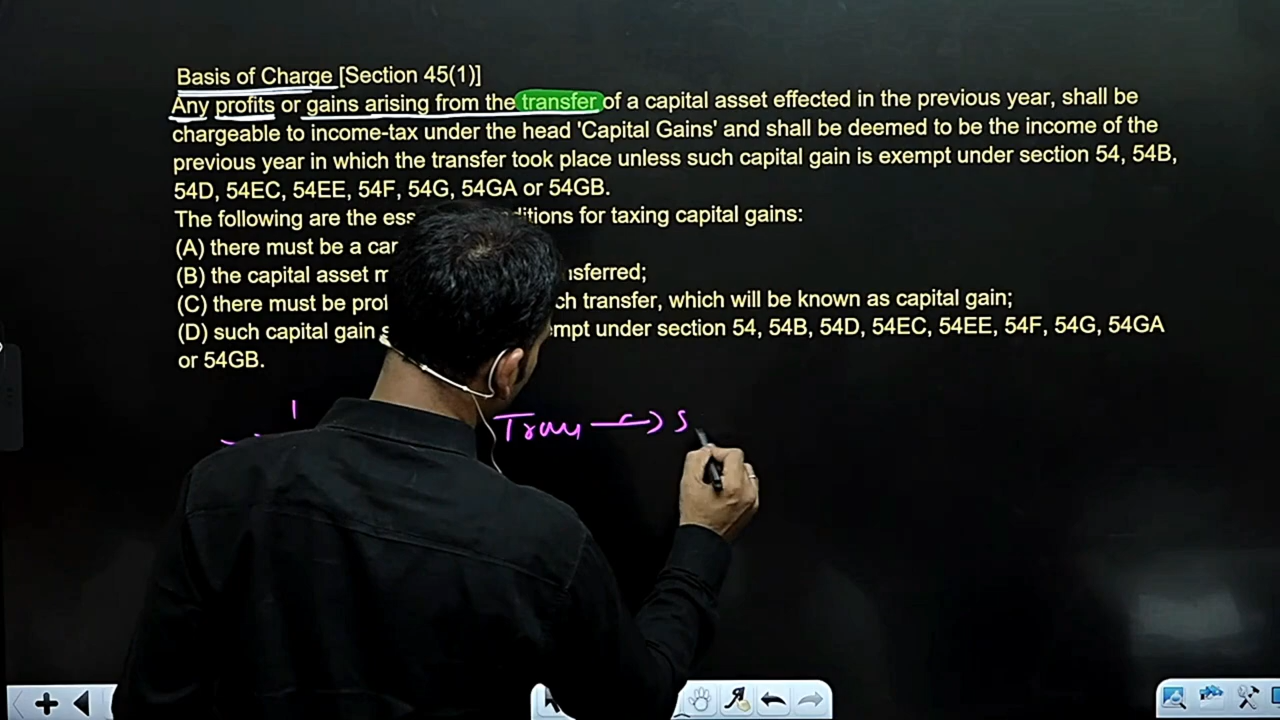 Basis of Charge [Section 45(1)]
Any profits or gains arising from the transfer of a capital asset effected in the previous year, shall be
chargeable to income-tax under the head 'Capital Gains' and shall be deemed to be the income of the
previous year in which the transfer took place unless such capital gain is exempt under section 54, 54B,
54D, 54EC, 54EE, 54F, 54G, 54GA or 54GB.
The following are the ditions for taxing capital gains:
(A) there must be a
(B) the capital asset nsferred;
(C) there must be ch transfer, which will be known as capital gain;
(D) such capital gain empt under section 54, 54B, 54D, 54EC, 54EE, 54F, 54G, 54GA
or 54GB.